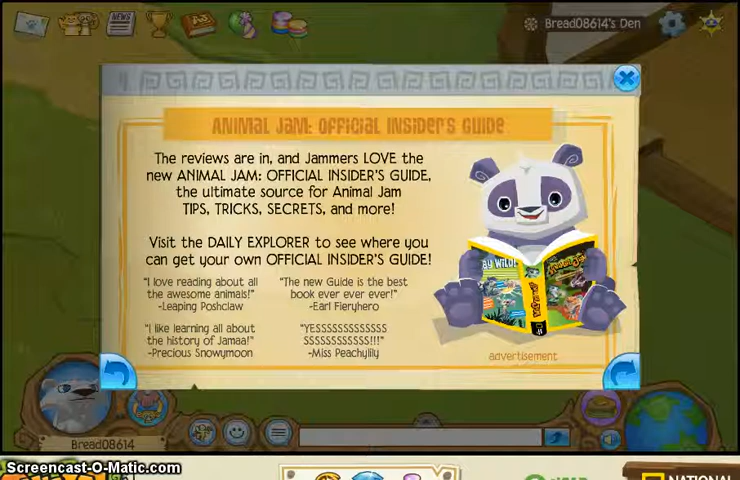 NEWS
Bread08614's Den
ANIMAL JAM: OFFICIAL INSIDER'S GUIDE
The reviews are in, and Jammers LOVE the
new ANIMAL JAM: OFFICIAL INSIDER'S GUIDE,
the ultimate source for Animal Jam
TIPS, TRICKS, SECRETS, and more!
Visit the DAILY EXPLORER to see where you
can get your own OFFICIAL INSIDER'S GUIDE!
"I love reading about all
the awesome animals!"
-Leaping Poshclaw
"The new Guide is the best
book ever ever ever!"
-Earl Fieryhero
"I like learning all about
the history of Jamaa!"
-Precious Snowymoon
"YESSSSSSSSSSSSS
SSSSSSSSSSSS!!!"
-Miss Peachylily
advertisement
Bread08614
Screencast-O-Matic.com
NATIONAL